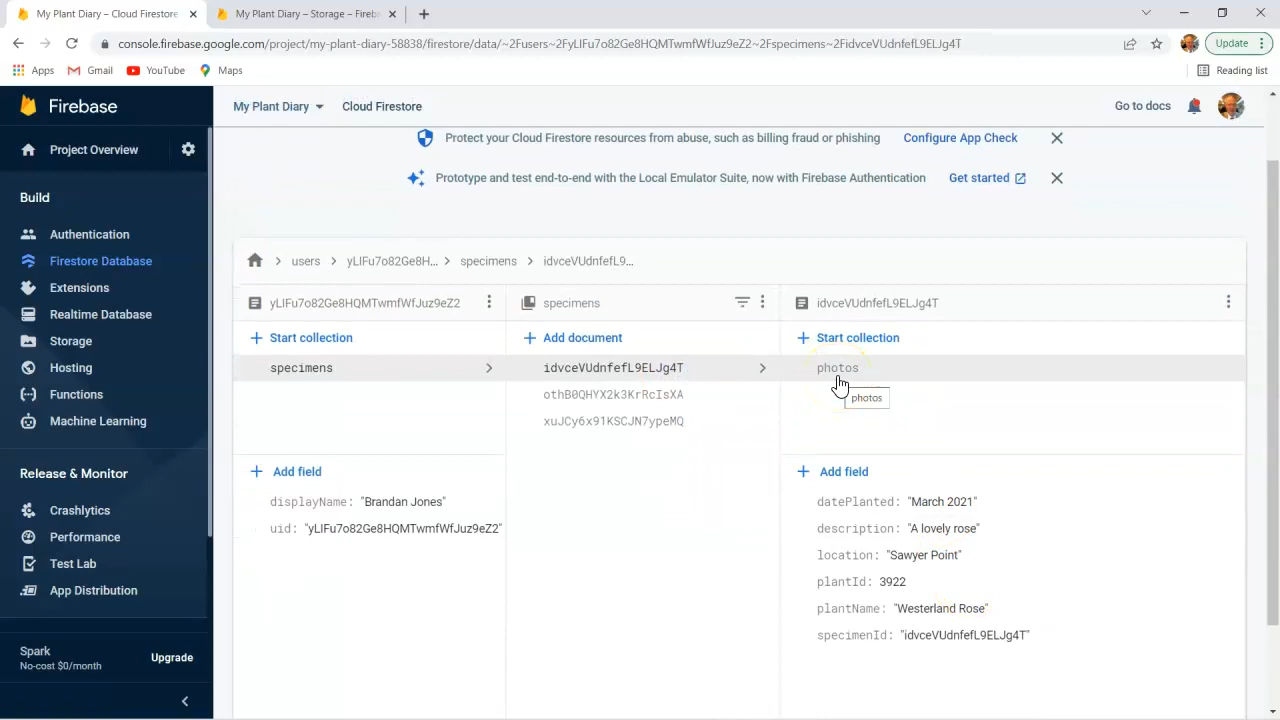 My Plant Diary – Cloud Firestore
My Plant Diary – Storage – Fireb
console.firebase.google.com/project/my-plant-diary-58838/firestore/data/~2Fusers~2FyLIFu7o82Ge8HQMTwmfWfJuz9eZ2~2Fspecimens~2FidvceVUdnfefL9ELJg4T
Update
Apps
Gmail
YouTube
Maps
Reading list
Firebase
My Plant Diary
Cloud Firestore
Go to docs
Protect your Cloud Firestore resources from abuse, such as billing fraud or phishing
Configure App Check
Project Overview
Prototype and test end-to-end with the Local Emulator Suite, now with Firebase Authentication
Get started
Build
Authentication
Firestore Database
Extensions
Realtime Database
Storage
Hosting
Functions
Machine Learning
Release & Monitor
Crashlytics
Performance
Test Lab
App Distribution
Spark
No-cost $0/month
Upgrade
users
yLIFu7o82Ge8H...
specimens
idvceVUdnfefL9...
yLIFu7o82Ge8HQMTwmfWfJuz9eZ2
Start collection
specimens
Add field
displayName: "Brandan Jones"
uid: "yLIFu7o82Ge8HQMTwmfWfJuz9eZ2"
specimens
Add document
idvceVUdnfefL9ELJg4T
othB0QHYX2k3KrRcIsXA
xuJCy6x91KSCJN7ypeMQ
idvceVUdnfefL9ELJg4T
Start collection
photos
photos
Add field
datePlanted: "March 2021"
description: "A lovely rose"
location: "Sawyer Point"
plantId: 3922
plantName: "Westerland Rose"
specimenId: "idvceVUdnfefL9ELJg4T"